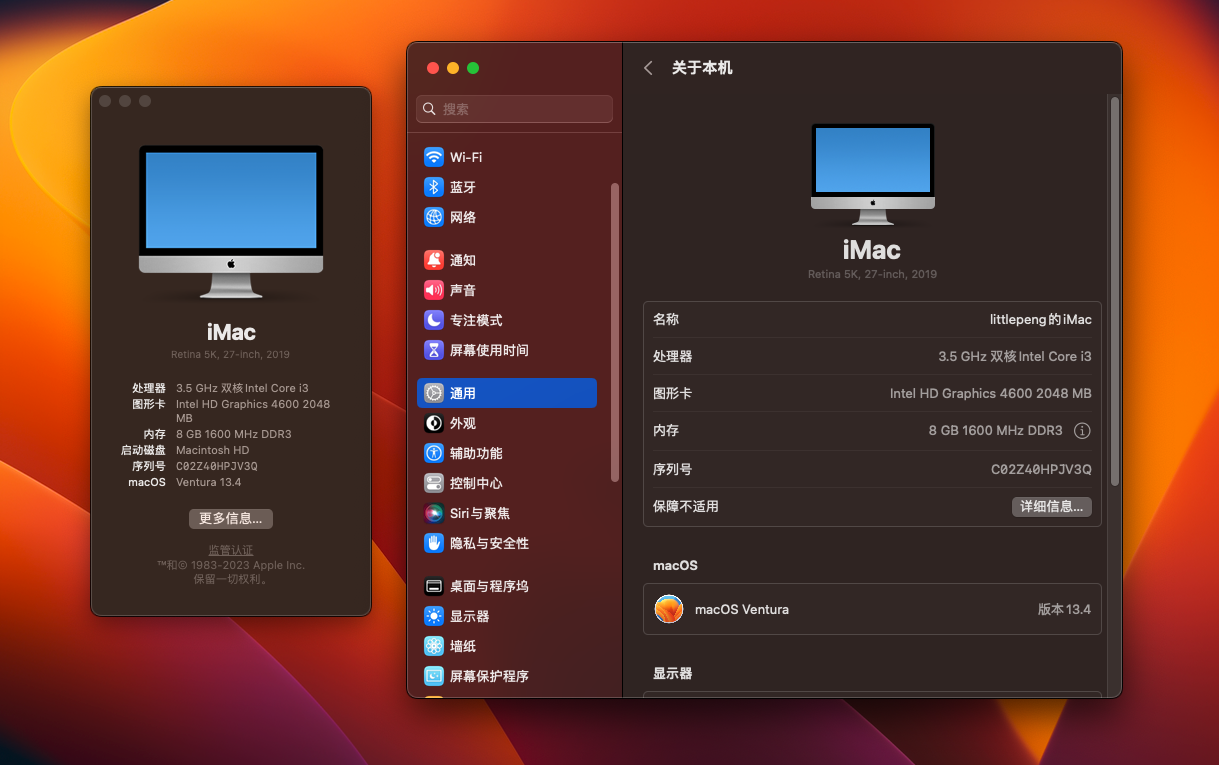 iMac
Retina 5K, 27-inch, 2019
处理器 3.5 GHz 双核 Intel Core i3
图形卡 Intel HD Graphics 4600 2048
MB
内存 8 GB 1600 MHz DDR3
启动磁盘 Macintosh HD
序列号 C02Z40HPJV3Q
macOS Ventura 13.4
更多信息...
监管认证
™和© 1983-2023 Apple Inc.
保留一切权利。
搜索
Wi-Fi
蓝牙
网络
通知
声音
专注模式
屏幕使用时间
通用
外观
辅助功能
控制中心
Siri与聚焦
隐私与安全性
桌面与程序坞
显示器
墙纸
屏幕保护程序
关于本机
iMac
Retina 5K, 27-inch, 2019
名称 littlepeng的iMac
处理器 3.5 GHz 双核Intel Core i3
图形卡 Intel HD Graphics 4600 2048 MB
内存 8 GB 1600 MHz DDR3
序列号 C02Z40HPJV3Q
保障不适用 详细信息...
macOS
macOS Ventura 版本13.4
显示器